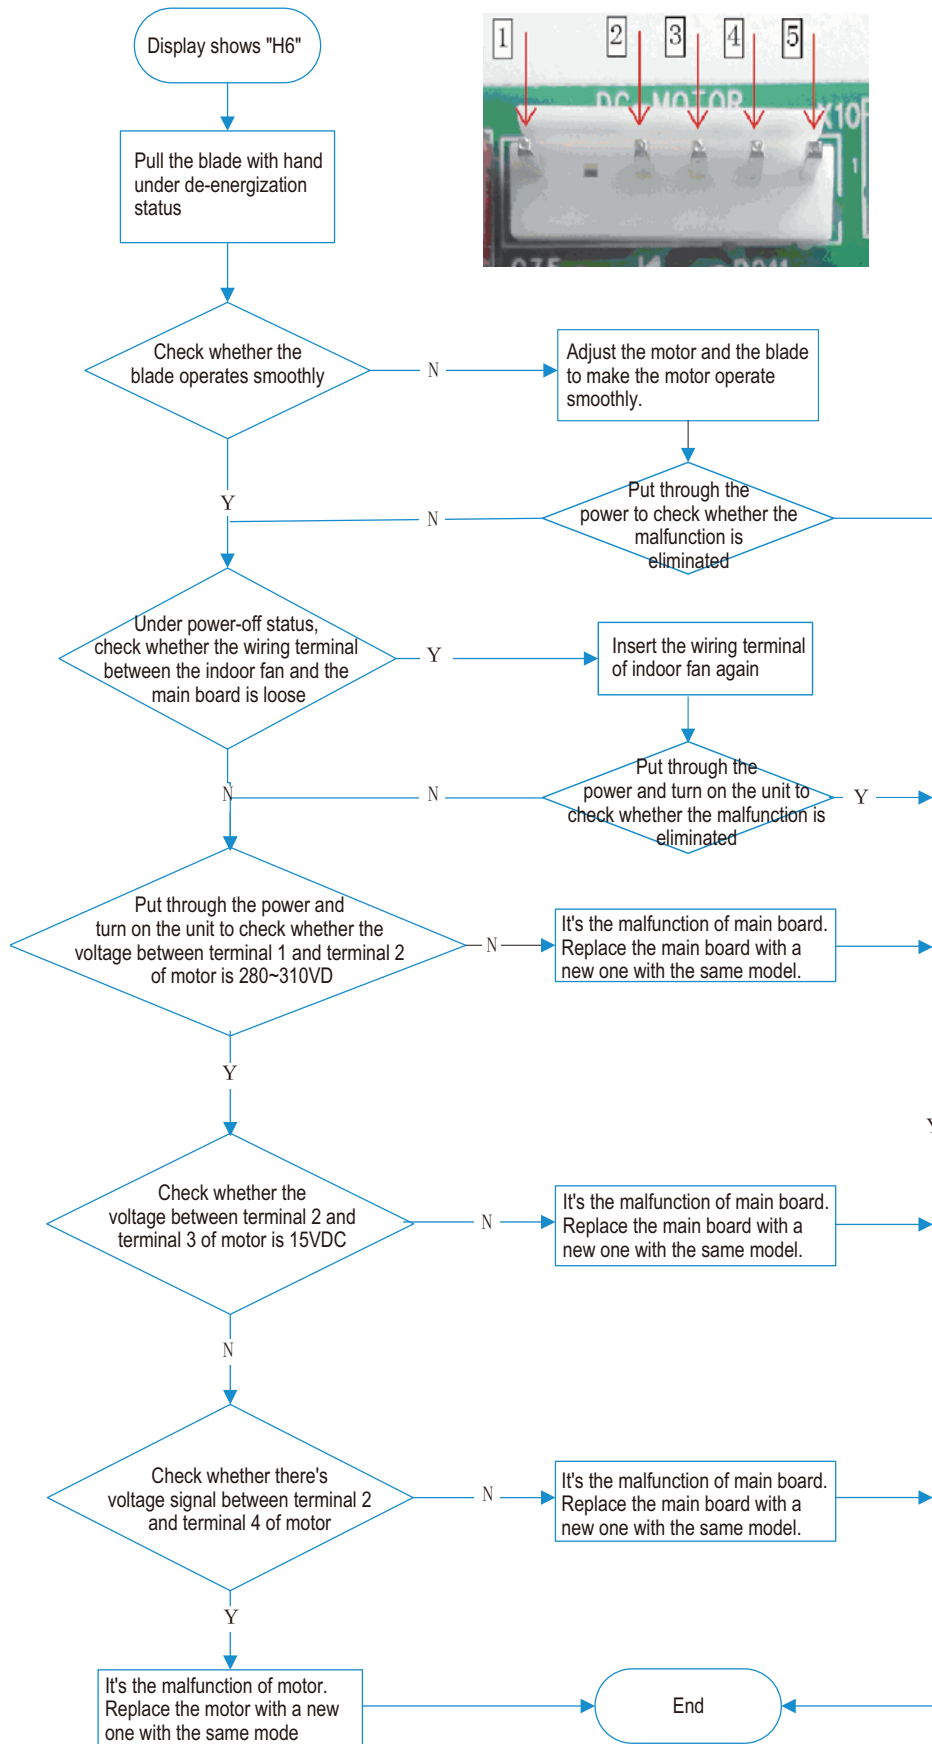 Display shows "H6"
1
2
3
4
5
DC MOTOR
Pull the blade with hand
under de-energization
status
Check whether the
blade operates smoothly
N
Adjust the motor and the blade
to make the motor operate
smoothly.
Y
N
Put through the
power to check whether the
malfunction is
eliminated
Under power-off status,
check whether the wiring terminal
between the indoor fan and the
main board is loose
Y
Insert the wiring terminal
of indoor fan again
N
N
Put through the
power and turn on the unit to
check whether the malfunction is
eliminated
Y
Put through the power and
turn on the unit to check whether the
voltage between terminal 1 and terminal 2
of motor is 280~310VD
N
It's the malfunction of main board.
Replace the main board with a
new one with the same model.
Y
Y
Check whether the
voltage between terminal 2 and
terminal 3 of motor is 15VDC
N
It's the malfunction of main board.
Replace the main board with a
new one with the same model.
N
Check whether there's
voltage signal between terminal 2
and terminal 4 of motor
N
It's the malfunction of main board.
Replace the main board with a
new one with the same model.
Y
It's the malfunction of motor.
Replace the motor with a new
one with the same mode
End